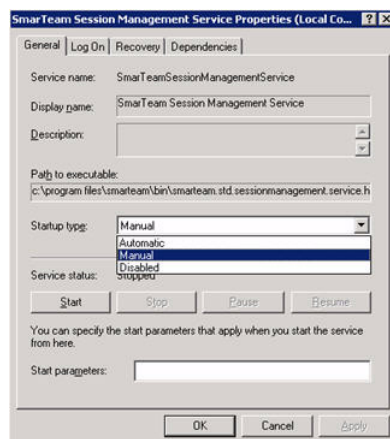 SmarTeam Session Management Service Properties (Local Co...
General
Log On
Recovery
Dependencies
Service name:
SmarTeamSessionManagementService
Display name:
SmarTeam Session Management Service
Description:
Path to executable:
c:\program files\smarteam\bin\smarteam.std.sessionmanagement.service.h
Startup type:
Manual
Automatic
Manual
Disabled
Service status:
Stopped
Start
Stop
Pause
Resume
You can specify the start parameters that apply when you start the service
from here.
Start parameters:
OK
Cancel
Apply